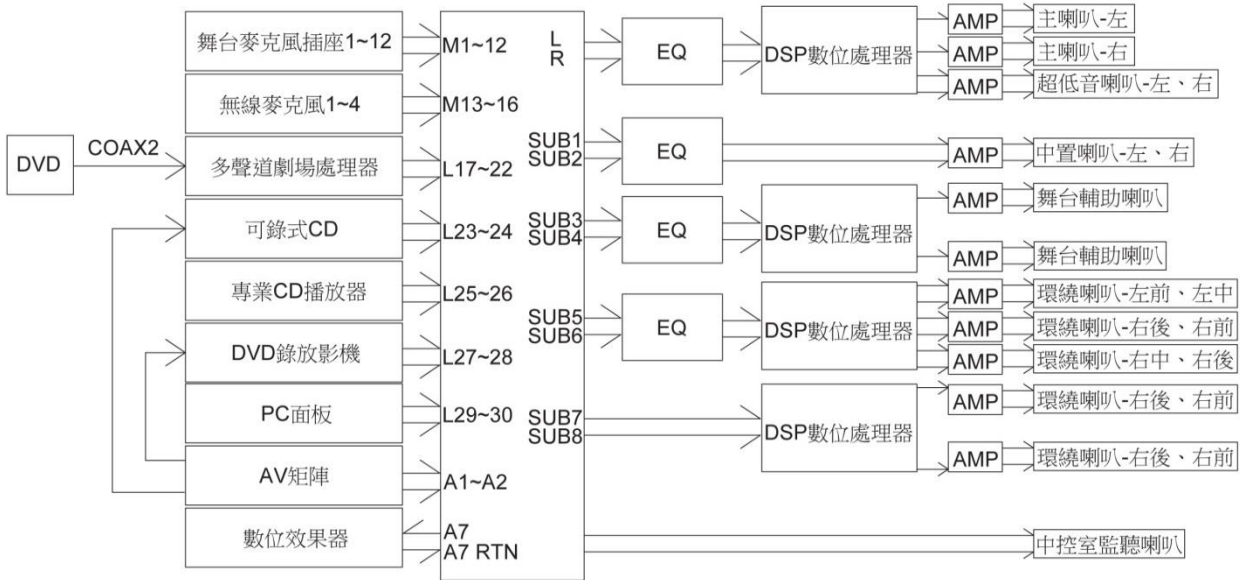 DVD
COAX2
舞台麥克風插座1~12
無線麥克風1~4
多聲道劇場處理器
可錄式CD
專業CD播放器
DVD錄放影機
PC面板
AV矩陣
數位效果器
M1~12
M13~16
L17~22
L23~24
L25~26
L27~28
L29~30
A1~A2
A7
A7 RTN
L
R
SUB1
SUB2
SUB3
SUB4
SUB5
SUB6
SUB7
SUB8
EQ
EQ
EQ
EQ
DSP數位處理器
DSP數位處理器
DSP數位處理器
DSP數位處理器
AMP
主喇叭-左
AMP
主喇叭-右
AMP
超低音喇叭-左、右
AMP
中置喇叭-左、右
AMP
舞台輔助喇叭
AMP
舞台輔助喇叭
AMP
環繞喇叭-左前、左中
AMP
環繞喇叭-右後、右前
AMP
環繞喇叭-右中、右後
AMP
環繞喇叭-右後、右前
AMP
環繞喇叭-右後、右前
中控室監聽喇叭